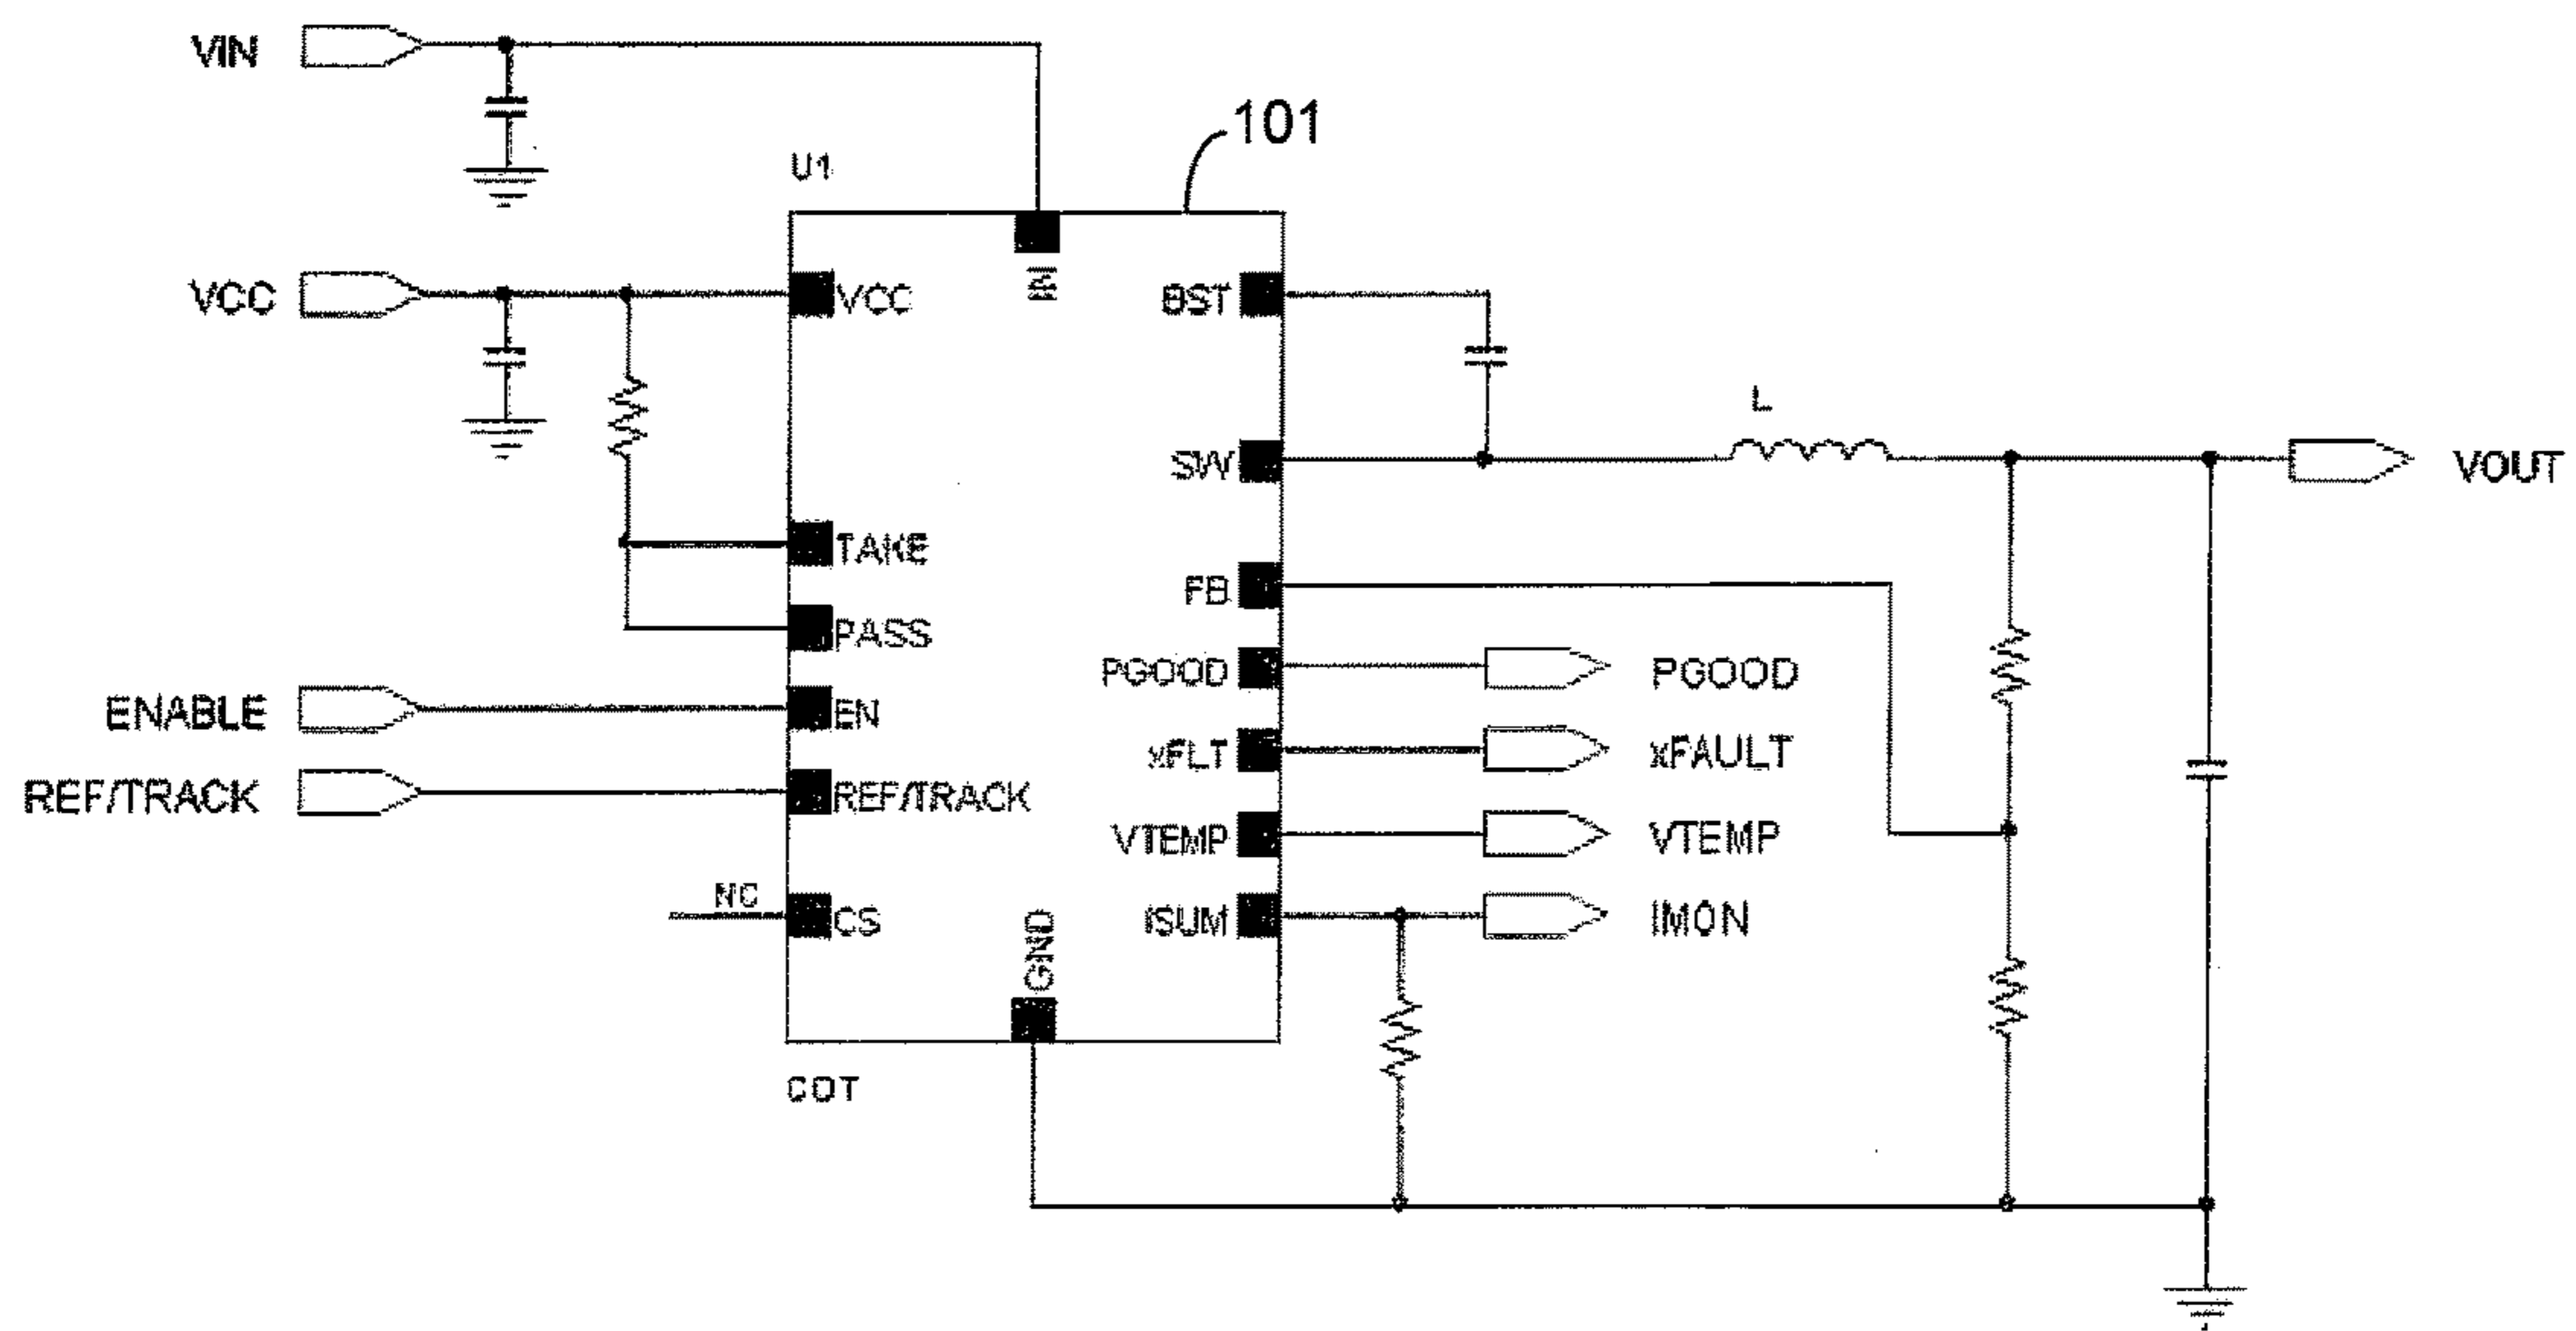 VIN
101
U1
IN
VCC
VCC
BST
L
SW
VOUT
TAKE
FB
PASS
PGOOD
PGOOD
ENABLE
EN
xFLT
xFAULT
REF/TRACK
REF/TRACK
VTEMP
VTEMP
NC
CS
GND
ISUM
IMON
COT